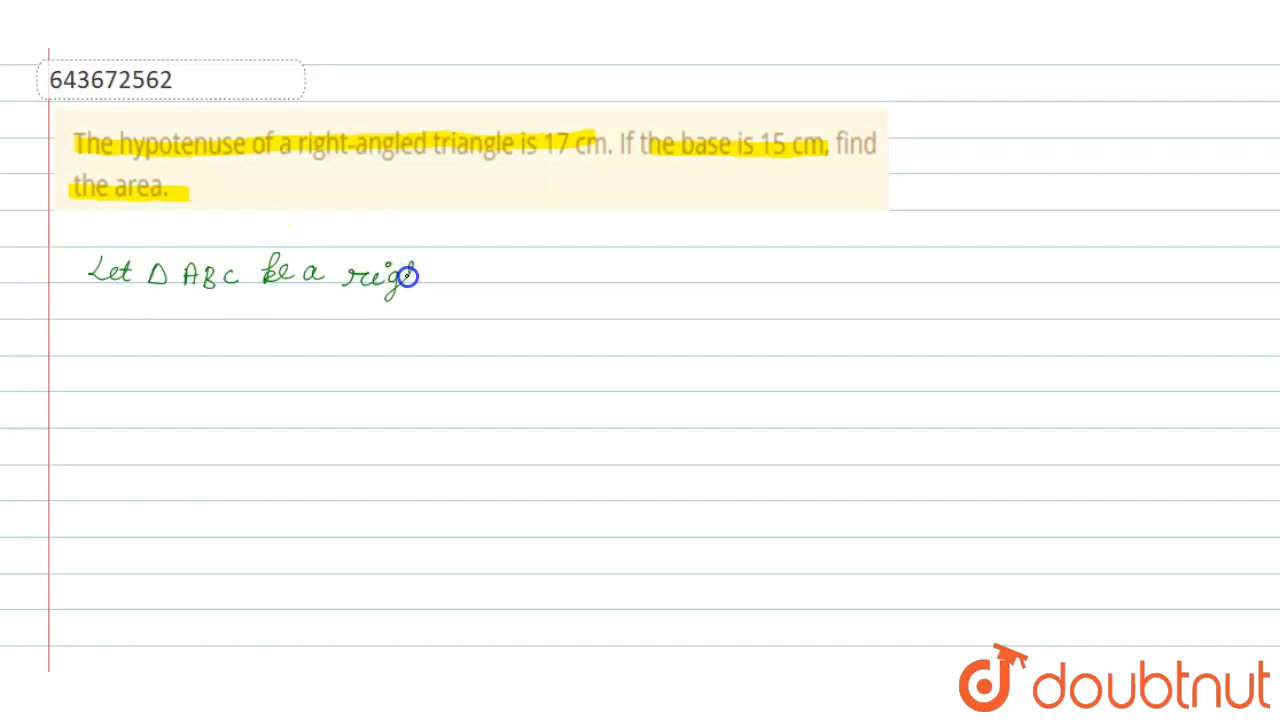 643672562
The hypotenuse of a right-angled triangle is 17 cm. If the base is 15 cm, find
the area.
Let Δ ABC be a righ
doubtnut